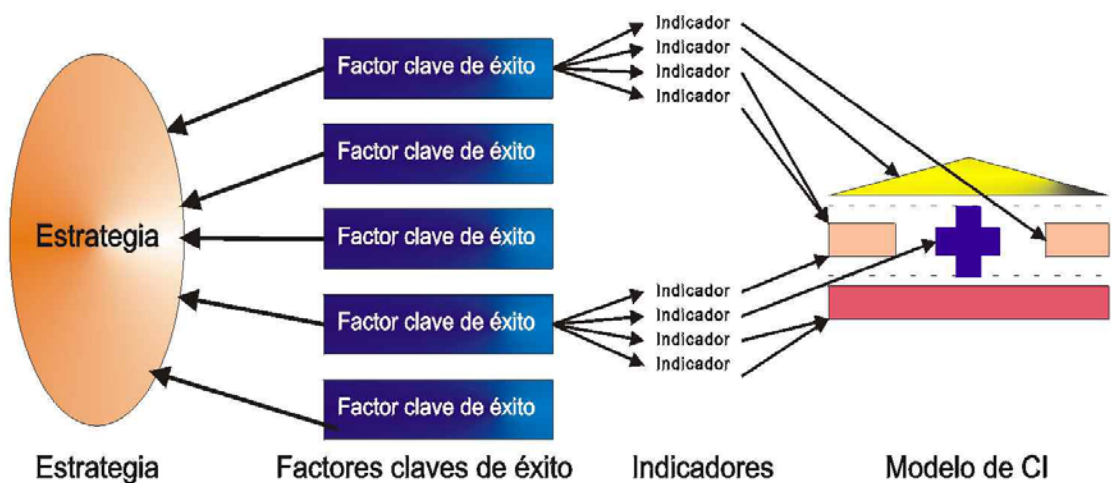 Indicador
Indicador
Indicador
Indicador
Factor clave de éxito
Factor clave de éxito
Estrategia
Factor clave de éxito
Indicador
Indicador
Indicador
Indicador
Factor clave de éxito
Factor clave de éxito
Estrategia
Factores claves de éxito
Indicadores
Modelo de CI